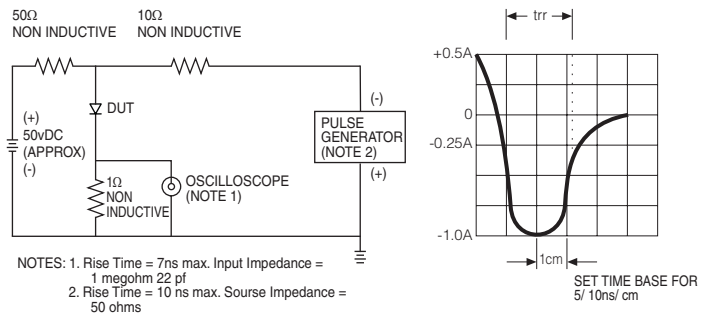 50Ω
NON INDUCTIVE
10Ω
NON INDUCTIVE
(+)
50vDC
(APPROX)
(-)
DUT
1Ω
NON
INDUCTIVE
OSCILLOSCOPE
(NOTE 1)
(-)
PULSE
GENERATOR
(NOTE 2)
(+)
NOTES: 1. Rise Time = 7ns max. Input Impedance =
1 megohm 22 pf
2. Rise Time = 10 ns max. Sourse Impedance =
50 ohms
trr
+0.5A
0
-0.25A
-1.0A
1cm
SET TIME BASE FOR
5/ 10ns/ cm